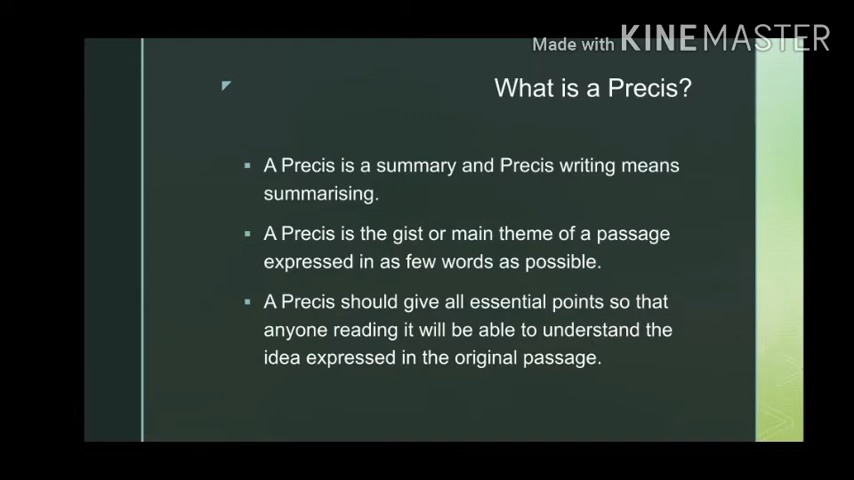 Made with KINEMASTER
What is a Precis?
▪ A Precis is a summary and Precis writing means
summarising.
▪ A Precis is the gist or main theme of a passage
expressed in as few words as possible.
▪ A Precis should give all essential points so that
anyone reading it will be able to understand the
idea expressed in the original passage.